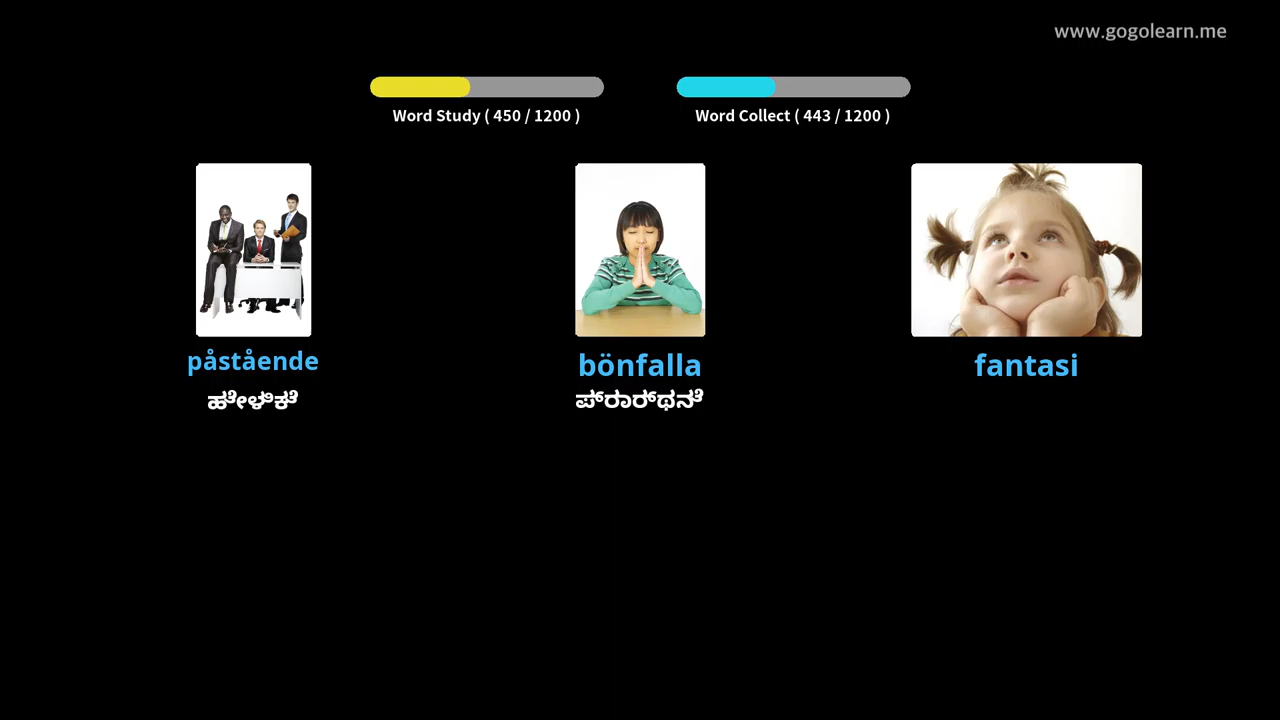 www.gogolearn.me
Word Study ( 450 / 1200 )
Word Collect ( 443 / 1200 )
påstående
bönfalla
fantasi
ಹೇಳಿಕೆ
ಪ್ರಾರ್ಥನೆ